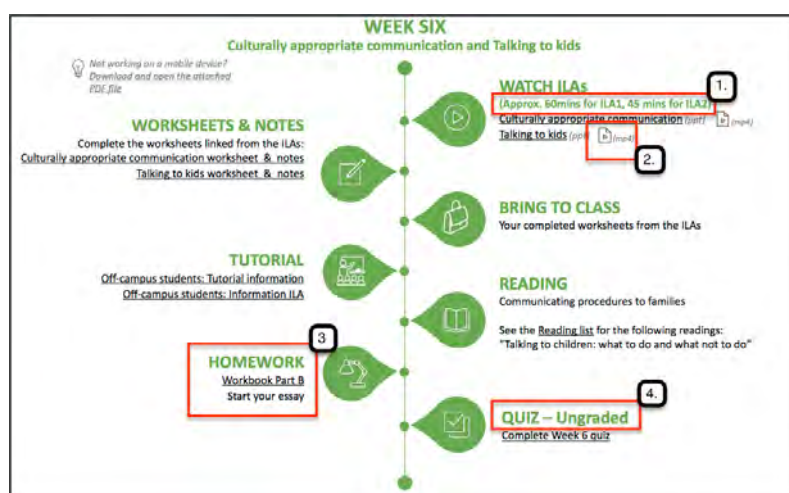 WEEK SIX
Culturally appropriate communication and Talking to kids
Not working on a mobile device?
Download and open the attached
PDF file
1.
WATCH ILAs
(Approx. 60mins for ILA1, 45 mins for ILA2)
Culturally appropriate communication (ppt) (mp4)
Talking to kids (ppt) (mp4)
2.
WORKSHEETS & NOTES
Complete the worksheets linked from the ILAs:
Culturally appropriate communication worksheet & notes
Talking to kids worksheet & notes
BRING TO CLASS
Your completed worksheets from the ILAs
TUTORIAL
Off-campus students: Tutorial information
Off-campus students: Information ILA
READING
Communicating procedures to families
See the Reading list for the following readings:
"Talking to children: what to do and what not to do"
3
HOMEWORK
Workbook Part B
Start your essay
4.
QUIZ – Ungraded
Complete Week 6 quiz